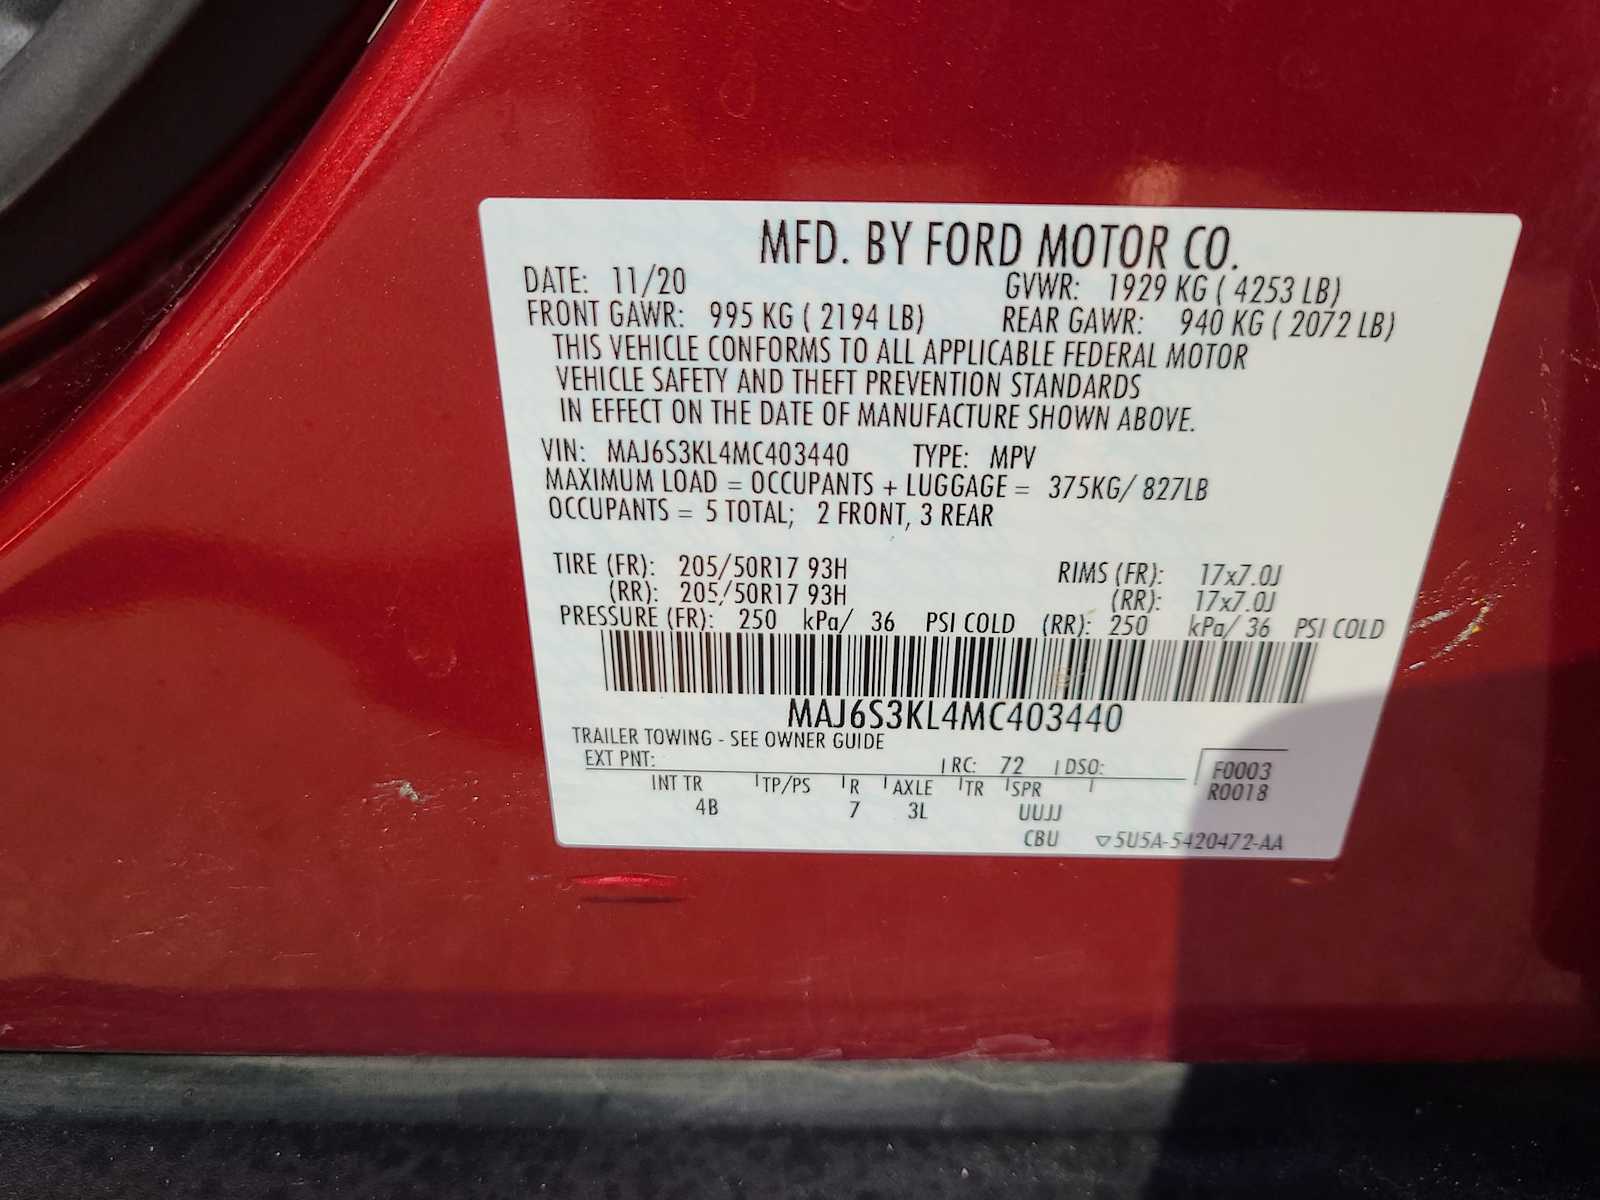 MFD. BY FORD MOTOR CO.
DATE: 11/20 GVWR: 1929 KG ( 4253 LB)
FRONT GAWR: 995 KG ( 2194 LB) REAR GAWR: 940 KG ( 2072 LB)
THIS VEHICLE CONFORMS TO ALL APPLICABLE FEDERAL MOTOR
VEHICLE SAFETY AND THEFT PREVENTION STANDARDS
IN EFFECT ON THE DATE OF MANUFACTURE SHOWN ABOVE.
VIN: MAJ6S3KL4MC403440 TYPE: MPV
MAXIMUM LOAD = OCCUPANTS + LUGGAGE = 375KG/ 827LB
OCCUPANTS = 5 TOTAL; 2 FRONT, 3 REAR
TIRE (FR): 205/50R17 93H RIMS (FR): 17x7.0J
(RR): 205/50R17 93H (RR): 17x7.0J
PRESSURE (FR): 250 kPa/ 36 PSI COLD (RR): 250 kPa/ 36 PSI COLD
MAJ6S3KL4MC403440
TRAILER TOWING - SEE OWNER GUIDE
EXT PNT: RC: 72 DSO: F0003
R0018
INT TR TP/PS R AXLE TR SPR
4B 7 3L UUJJ
CBU ▽5U5A-5420472-AA